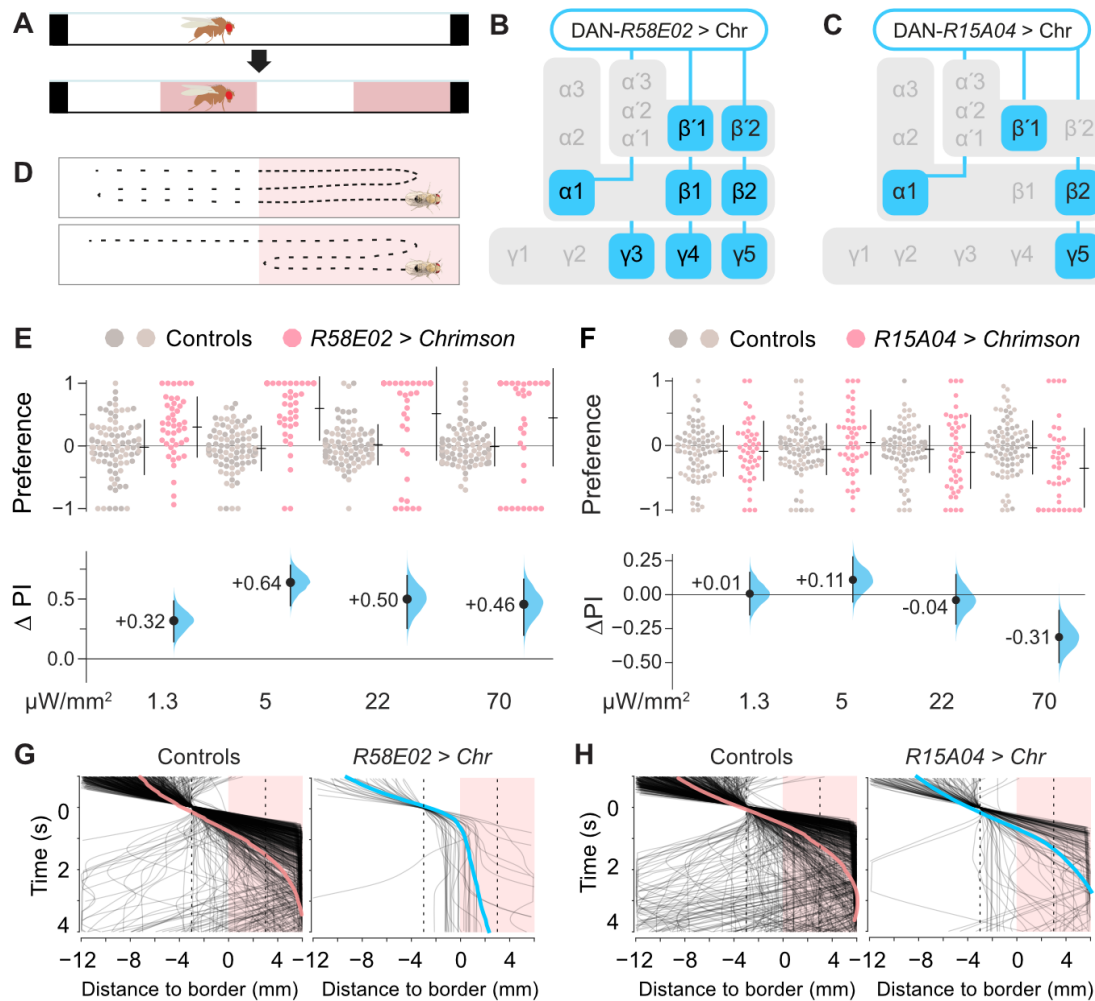 A
B
DAN-R58E02 > Chr
α3
α´3
α´2
α2
α´1
β´1
β´2
α1
β1
β2
γ1
γ2
γ3
γ4
γ5
C
DAN-R15A04 > Chr
α3
α´3
α´2
α2
α´1
β´1
β´2
α1
β1
β2
γ1
γ2
γ3
γ4
γ5
D
E
Controls
R58E02 > Chrimson
Preference
1
0
−1
Δ PI
0.5
0.0
+0.32
+0.64
+0.50
+0.46
µW/mm²
1.3
5
22
70
F
Controls
R15A04 > Chrimson
Preference
1
0
−1
ΔPI
0.25
0.00
−0.25
−0.50
+0.01
+0.11
-0.04
-0.31
µW/mm²
1.3
5
22
70
G
Controls
R58E02 > Chr
Time (s)
0
2
4
−12
−8
−4
0
4
−12
−8
−4
0
4
Distance to border (mm)
Distance to border (mm)
H
Controls
R15A04 > Chr
Time (s)
0
2
4
−12
−8
−4
0
4
−12
−8
−4
0
4
Distance to border (mm)
Distance to border (mm)